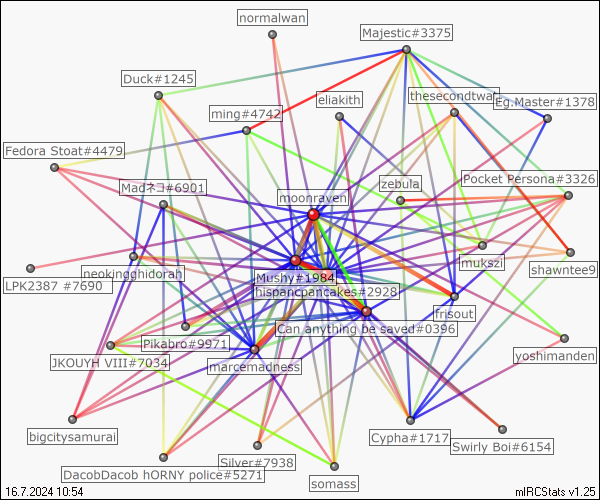 normalwan
Majestic#3375
Duck#1245
eliakith
thesecondtwar
Eg.Master#1378
ming#4742
Fedora Stoat#4479
Madネコ#6901
zebula
Pocket Persona#3326
moonraven
LPK2387 #7690
neokingghidorah
Mushy#1984
mukszi
shawntee9
hispancpancakes#2928
frisout
Can anything be saved#0396
Pikabro#9971
JKOUYH VIII#7034
marcemadness
yoshimanden
bigcitysamurai
Cypha#1717
Swirly Boi#6154
DacobDacob hORNY police#5271
Silver#7938
somass
16.7.2024 10:54
mIRCStats v1.25